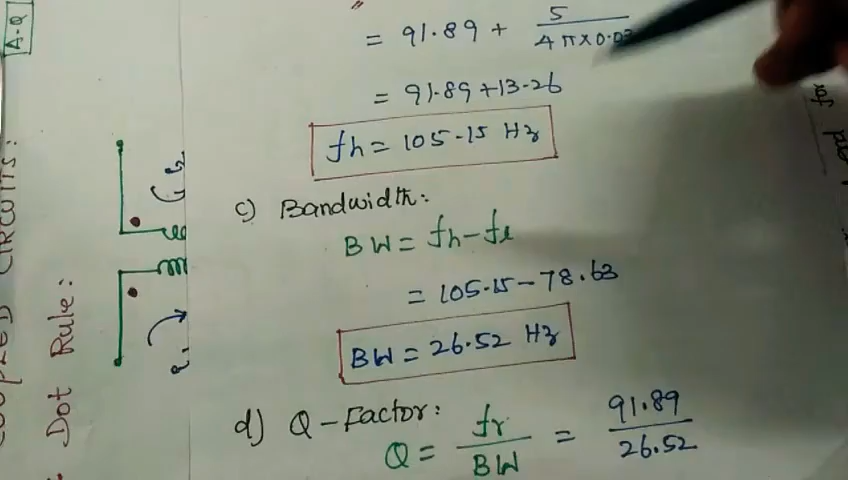 = 91.89 + 5 / 4π×0.03
= 91.89+13.26
fh = 105.15 Hz
c) Bandwidth:
BW = fh-fl
= 105.15-78.63
BW = 26.52 Hz
d) Q-Factor:
Q = fr / BW = 91.89 / 26.52
A-Q
CIRCUITS:
Dot Rule: